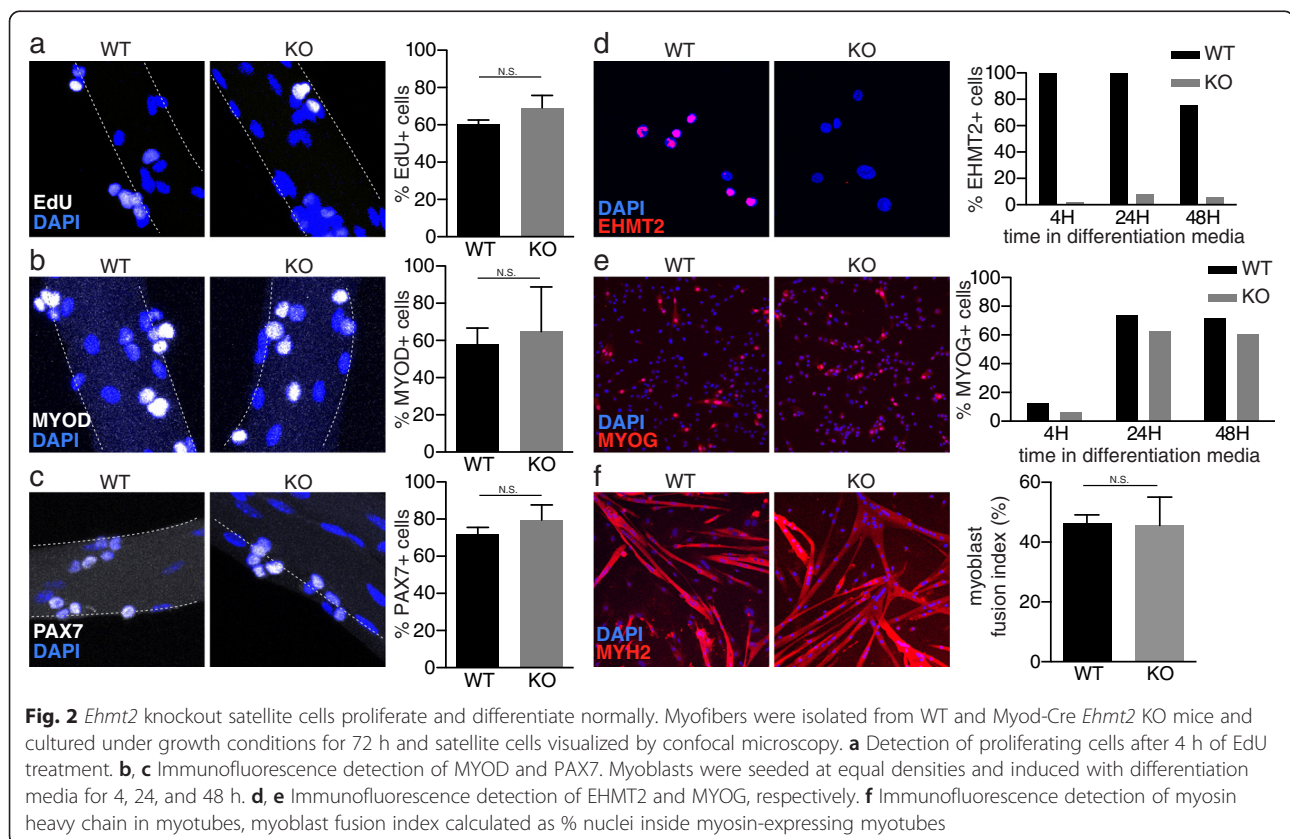 a
WT
KO
EdU
DAPI
% EdU+ cells
100
80
60
40
20
0
N.S.
WT
KO
b
WT
KO
MYOD
DAPI
% MYOD+ cells
100
80
60
40
20
0
N.S.
WT
KO
c
WT
KO
PAX7
DAPI
% PAX7+ cells
100
80
60
40
20
0
N.S.
WT
KO
d
WT
KO
DAPI
EHMT2
% EHMT2+ cells
100
80
60
40
20
0
WT
KO
4H 24H 48H
time in differentiation media
e
WT
KO
DAPI
MYOG
% MYOG+ cells
100
80
60
40
20
0
WT
KO
4H 24H 48H
time in differentiation media
f
WT
KO
DAPI
MYH2
myoblast
fusion index (%)
60
40
20
0
N.S.
WT
KO
Fig. 2 Ehmt2 knockout satellite cells proliferate and differentiate normally. Myofibers were isolated from WT and Myod-Cre Ehmt2 KO mice and
cultured under growth conditions for 72 h and satellite cells visualized by confocal microscopy. a Detection of proliferating cells after 4 h of EdU
treatment. b, c Immunofluorescence detection of MYOD and PAX7. Myoblasts were seeded at equal densities and induced with differentiation
media for 4, 24, and 48 h. d, e Immunofluorescence detection of EHMT2 and MYOG, respectively. f Immunofluorescence detection of myosin
heavy chain in myotubes, myoblast fusion index calculated as % nuclei inside myosin-expressing myotubes